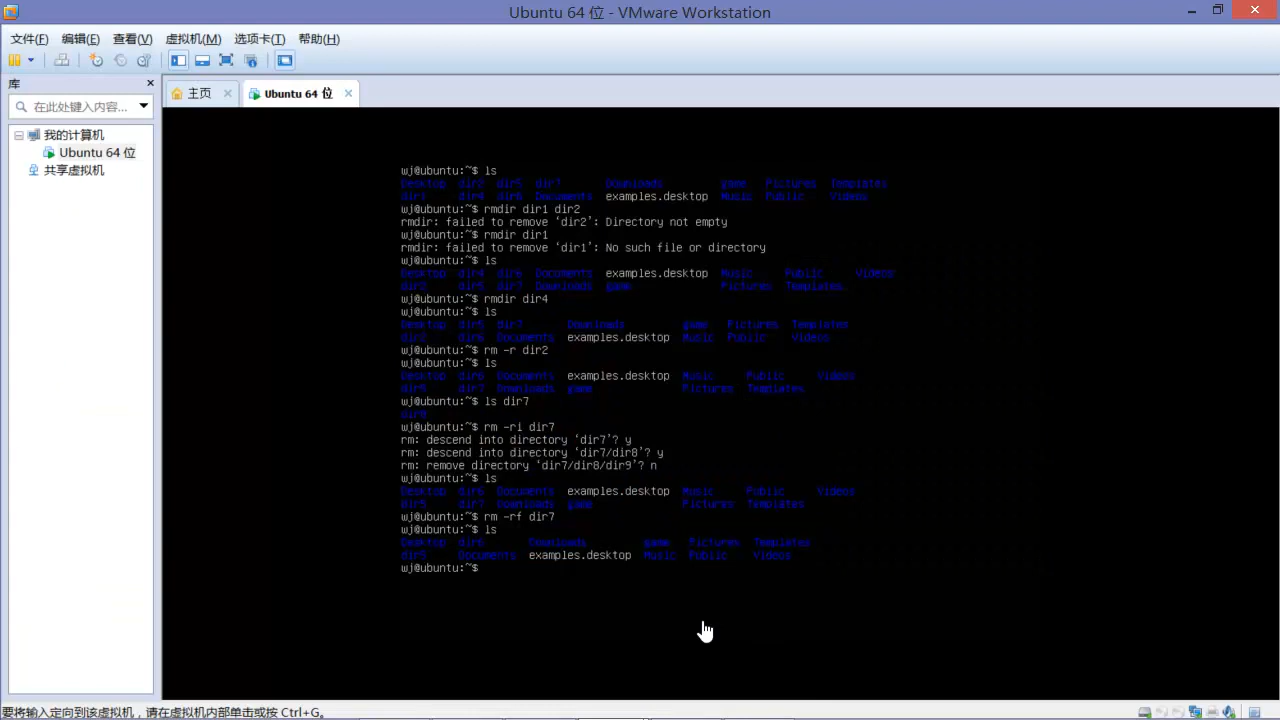 Ubuntu 64 位 - VMware Workstation
文件(F) 编辑(E) 查看(V) 虚拟机(M) 选项卡(T) 帮助(H)
库
主页
Ubuntu 64 位
在此处键入内容...
我的计算机
Ubuntu 64 位
共享虚拟机
wj@ubuntu:~$ ls
Desktop dir2 dir5 dir7 Downloads game Pictures Templates
dir1 dir4 dir6 Documents examples.desktop Music Public Videos
wj@ubuntu:~$ rmdir dir1 dir2
rmdir: failed to remove ‘dir2’: Directory not empty
wj@ubuntu:~$ rmdir dir1
rmdir: failed to remove ‘dir1’: No such file or directory
wj@ubuntu:~$ ls
Desktop dir4 dir6 Documents examples.desktop Music Public Videos
dir2 dir5 dir7 Downloads game Pictures Templates
wj@ubuntu:~$ rmdir dir4
wj@ubuntu:~$ ls
Desktop dir5 dir7 Downloads game Pictures Templates
dir2 dir6 Documents examples.desktop Music Public Videos
wj@ubuntu:~$ rm -r dir2
wj@ubuntu:~$ ls
Desktop dir6 Documents examples.desktop Music Public Videos
dir5 dir7 Downloads game Pictures Templates
wj@ubuntu:~$ ls dir7
dir8
wj@ubuntu:~$ rm -ri dir7
rm: descend into directory ‘dir7’? y
rm: descend into directory ‘dir7/dir8’? y
rm: remove directory ‘dir7/dir8/dir9’? n
wj@ubuntu:~$ ls
Desktop dir6 Documents examples.desktop Music Public Videos
dir5 dir7 Downloads game Pictures Templates
wj@ubuntu:~$ rm -rf dir7
wj@ubuntu:~$ ls
Desktop dir6 Downloads game Pictures Templates
dir5 Documents examples.desktop Music Public Videos
wj@ubuntu:~$
要将输入定向到该虚拟机，请在虚拟机内部单击或按 Ctrl+G。